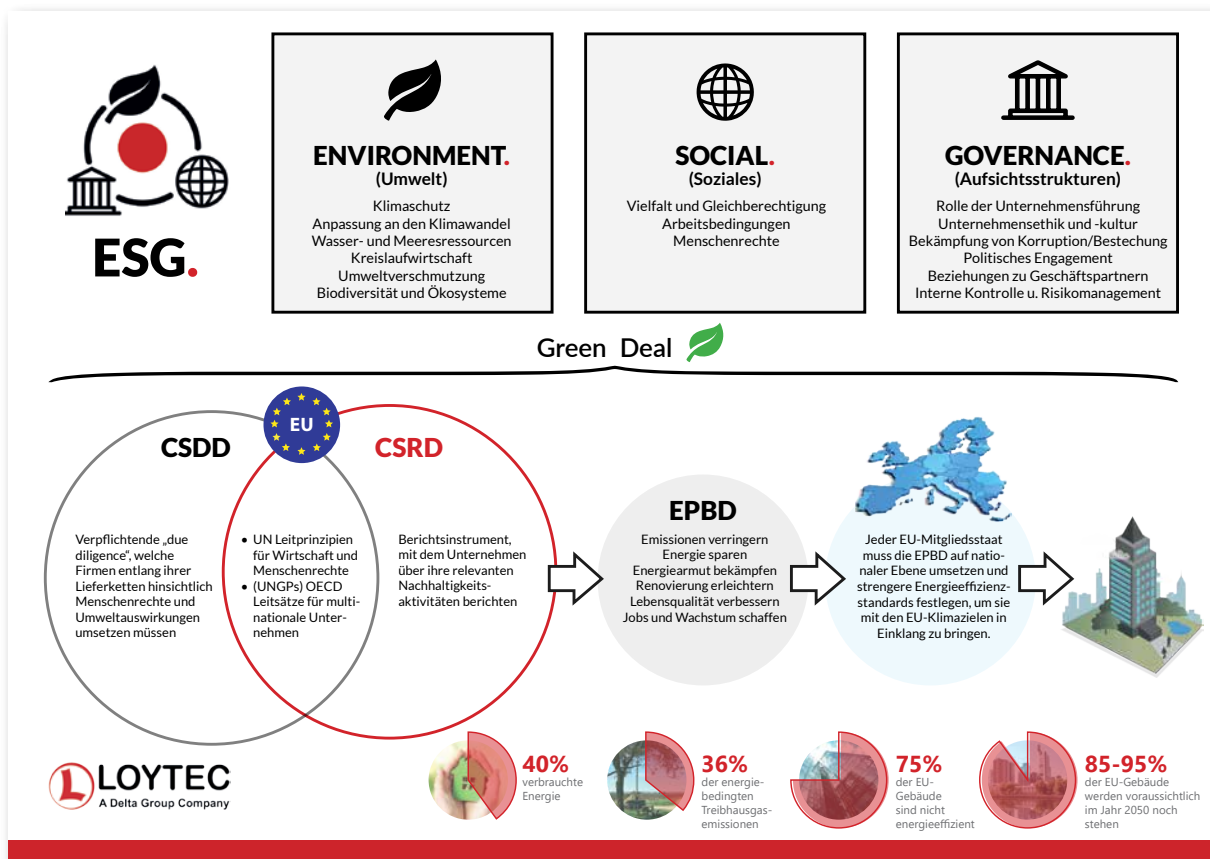 ESG.
ENVIRONMENT.
(Umwelt)
Klimaschutz
Anpassung an den Klimawandel
Wasser- und Meeresressourcen
Kreislaufwirtschaft
Umweltverschmutzung
Biodiversität und Ökosysteme
SOCIAL.
(Soziales)
Vielfalt und Gleichberechtigung
Arbeitsbedingungen
Menschenrechte
GOVERNANCE.
(Aufsichtsstrukturen)
Rolle der Unternehmensführung
Unternehmensethik und -kultur
Bekämpfung von Korruption/Bestechung
Politisches Engagement
Beziehungen zu Geschäftspartnern
Interne Kontrolle u. Risikomanagement
Green Deal
EU
CSDD
Verpflichtende „due
diligence“, welche
Firmen entlang ihrer
Lieferketten hinsichtlich
Menschenrechte und
Umweltauswirkungen
umsetzen müssen
• UN Leitprinzipien
für Wirtschaft und
Menschenrechte
• (UNGPs) OECD
Leitsätze für multi-
nationale Unter-
nehmen
CSRD
Berichtsinstrument,
mit dem Unternehmen
über ihre relevanten
Nachhaltigkeits-
aktivitäten berichten
EPBD
Emissionen verringern
Energie sparen
Energiearmut bekämpfen
Renovierung erleichtern
Lebensqualität verbessern
Jobs und Wachstum schaffen
Jeder EU-Mitgliedsstaat
muss die EPBD auf natio-
naler Ebene umsetzen und
strengere Energieeffizienz-
standards festlegen, um sie
mit den EU-Klimazielen in
Einklang zu bringen.
LOYTEC
A Delta Group Company
40%
verbrauchte
Energie
36%
der energie-
bedingten
Treibhausgas-
emissionen
75%
der EU-
Gebäude
sind nicht
energieeffizient
85-95%
der EU-Gebäude
werden voraussichtlich
im Jahr 2050 noch
stehen